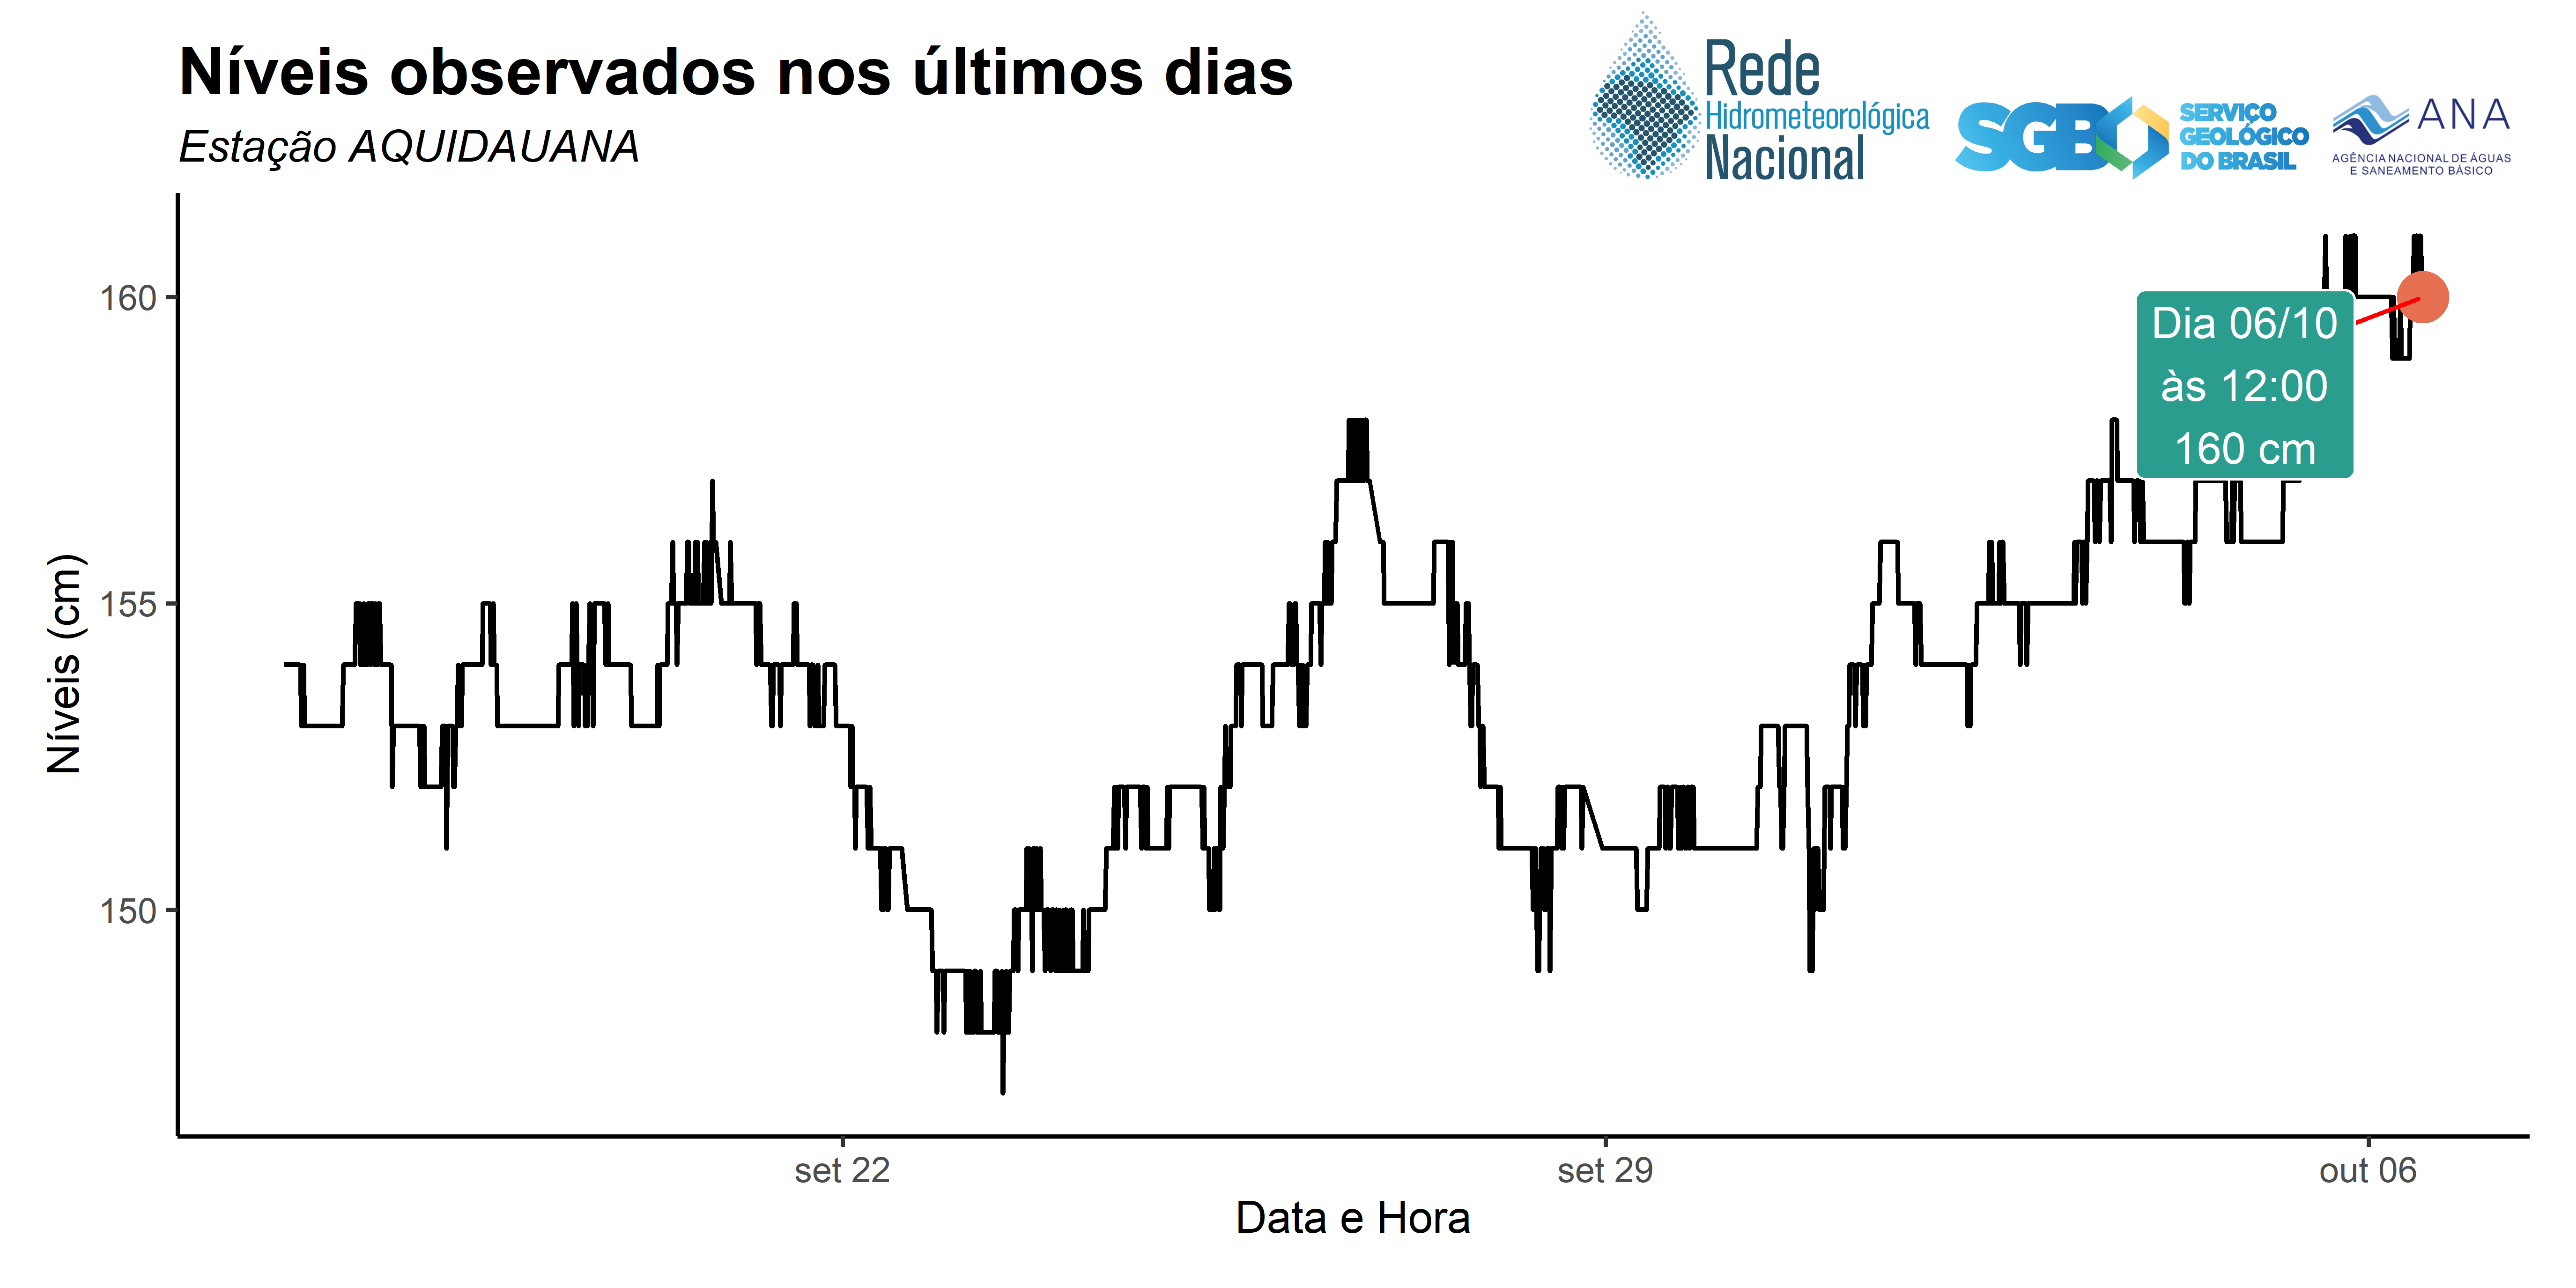 Níveis observados nos últimos dias
Estação AQUIDAUANA
Rede
Hidrometeorológica
Nacional
SGB
SERVIÇO
GEOLÓGICO
DO BRASIL
ANA
AGÊNCIA NACIONAL DE ÁGUAS
E SANEAMENTO BÁSICO
160
155
150
Níveis (cm)
Dia 06/10
às 12:00
160 cm
set 22
set 29
out 06
Data e Hora